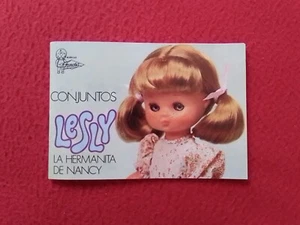 CONJUNTOS
LESLY
LA HERMANITA
DE NANCY